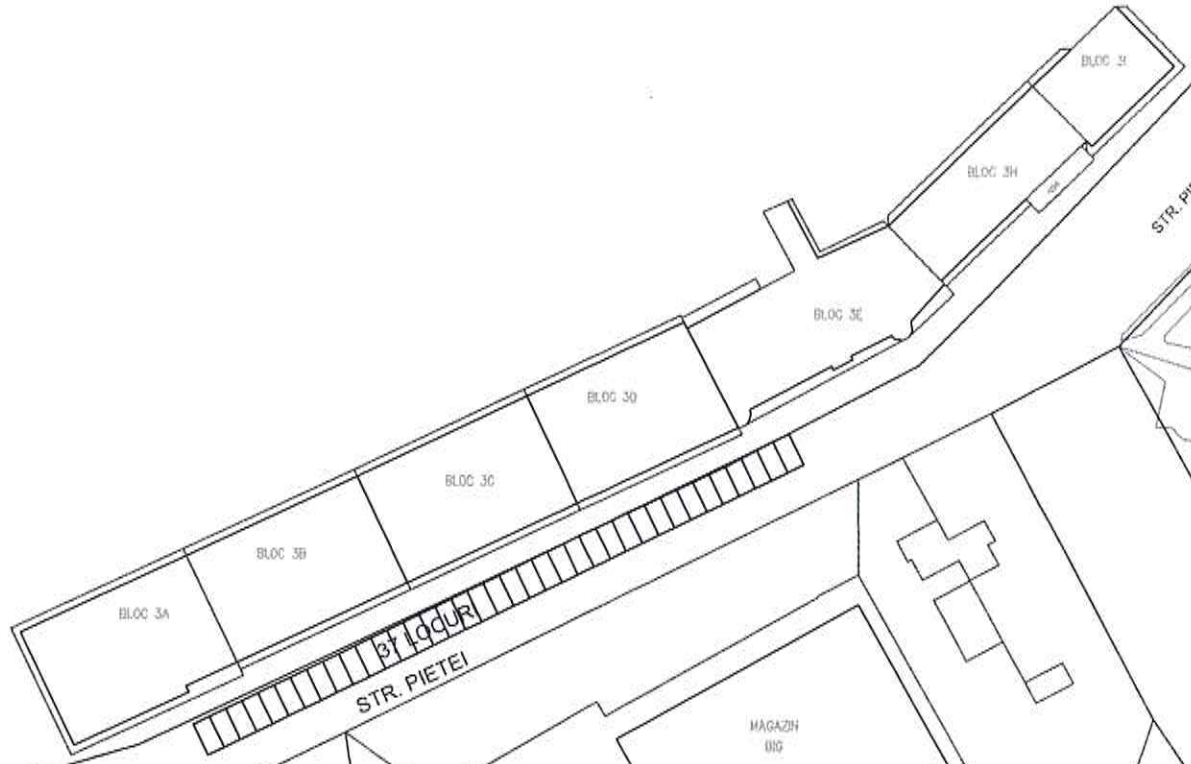 BLOC 3I
BLOC 3H
STR. PI
BLOC 3E
BLOC 3D
BLOC 3C
BLOC 3B
BLOC 3A
37 LOCURI
STR. PIETEI
MAGAZIN
BIG